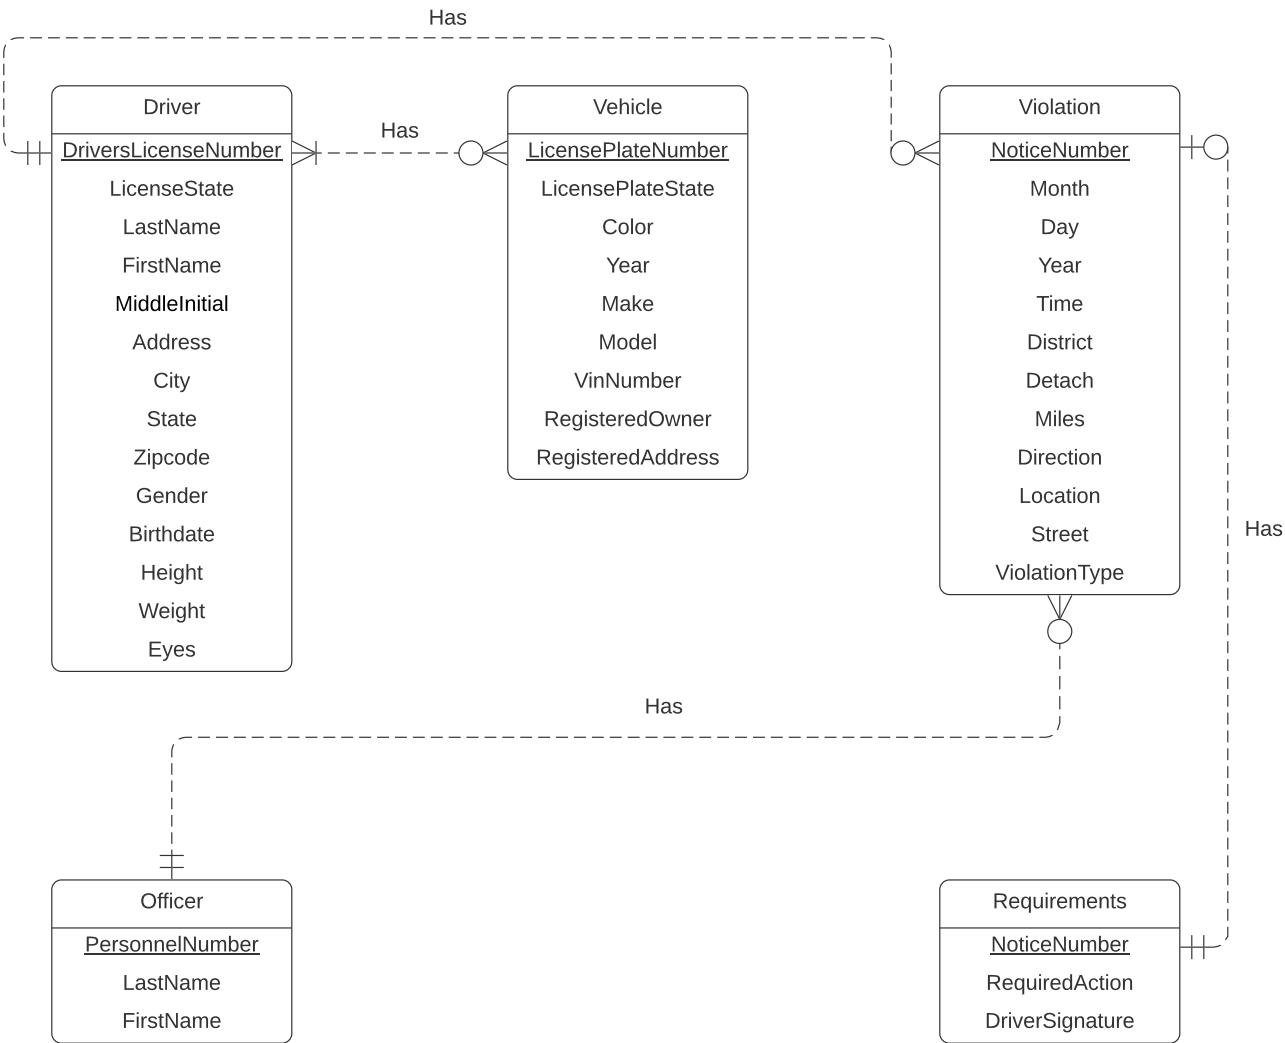 Has
Driver
DriversLicenseNumber
LicenseState
LastName
FirstName
MiddleInitial
Address
City
State
Zipcode
Gender
Birthdate
Height
Weight
Eyes
Has
Vehicle
LicensePlateNumber
LicensePlateState
Color
Year
Make
Model
VinNumber
RegisteredOwner
RegisteredAddress
Violation
NoticeNumber
Month
Day
Year
Time
District
Detach
Miles
Direction
Location
Street
ViolationType
Has
Has
Officer
PersonnelNumber
LastName
FirstName
Requirements
NoticeNumber
RequiredAction
DriverSignature